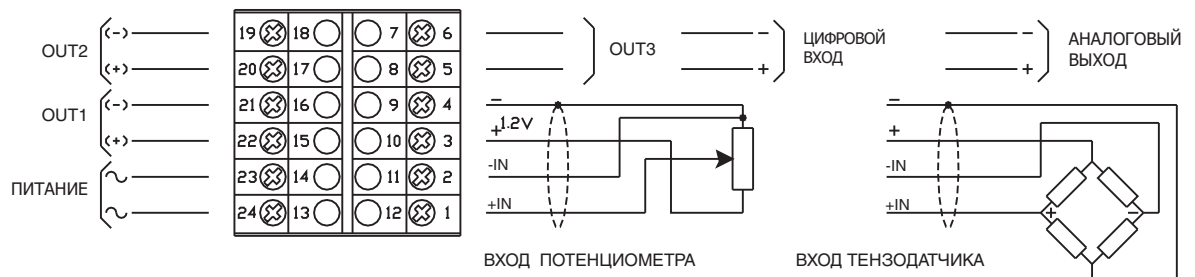 OUT2 (-) 19 18 7 6 OUT3 - ЦИФРОВОЙ ВХОД - АНАЛОГОВЫЙ ВЫХОД
(+) 20 17 8 5 + +
OUT1 (-) 21 16 9 4 - -
1.2V
(+) 22 15 10 3 + +
ПИТАНИЕ 23 14 11 2 -IN -IN
24 13 12 1 +IN +IN + -
ВХОД ПОТЕНЦИОМЕТРА ВХОД ТЕНЗОДАТЧИКА